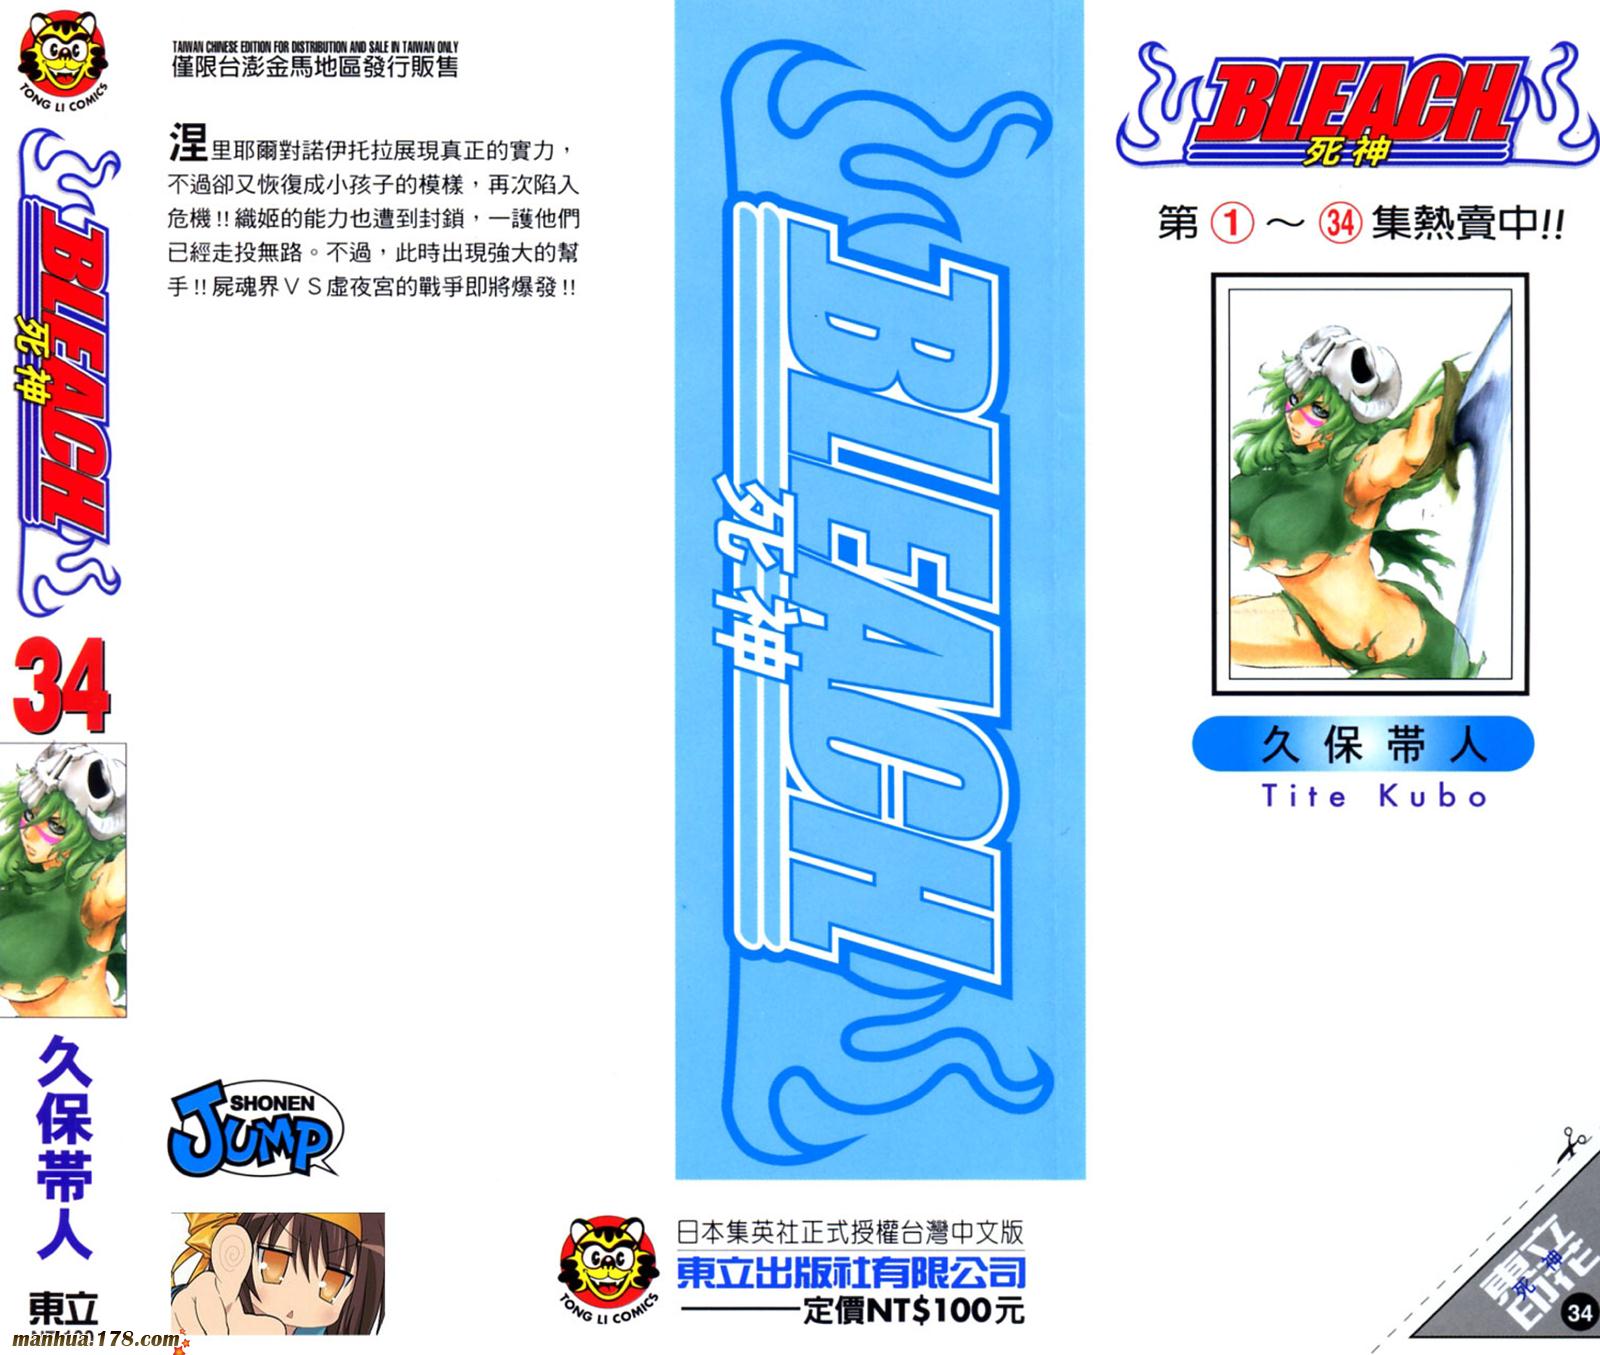 TONG LI COMICS
BLEACH
死神
34
久保帯人
東立
manhua.178.com
TAIWAN CHINESE EDITION FOR DISTRIBUTION AND SALE IN TAIWAN ONLY
僅限台澎金馬地區發行販售
涅里耶爾對諾伊托拉展現真正的實力，
不過卻又恢復成小孩子的模樣，再次陷入
危機!!織姬的能力也遭到封鎖，一護他們
已經走投無路。不過，此時出現強大的幫
手!!屍魂界ＶＳ虛夜宮的戰爭即將爆發!!
SHONEN
JUMP
BLEACH
死神
TONG LI COMICS
日本集英社正式授權台灣中文版
東立出版社有限公司
定價NT$100元
BLEACH
死神
第①～㉞集熱賣中!!
久保帯人
Tite Kubo
東立
死神
印花
34